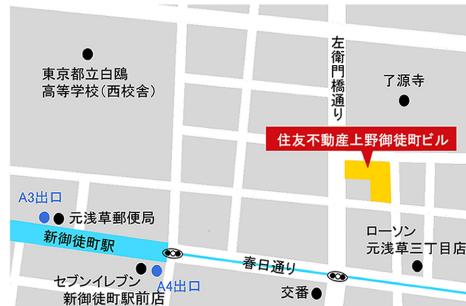 東京都立白鴎
高等学校(西校舎)
左衛門橋通り
了源寺
住友不動産上野御徒町ビル
A3出口
元浅草郵便局
新御徒町駅
ローソン
元浅草三丁目店
春日通り
セブンイレブン
新御徒町駅前店
A4出口
交番